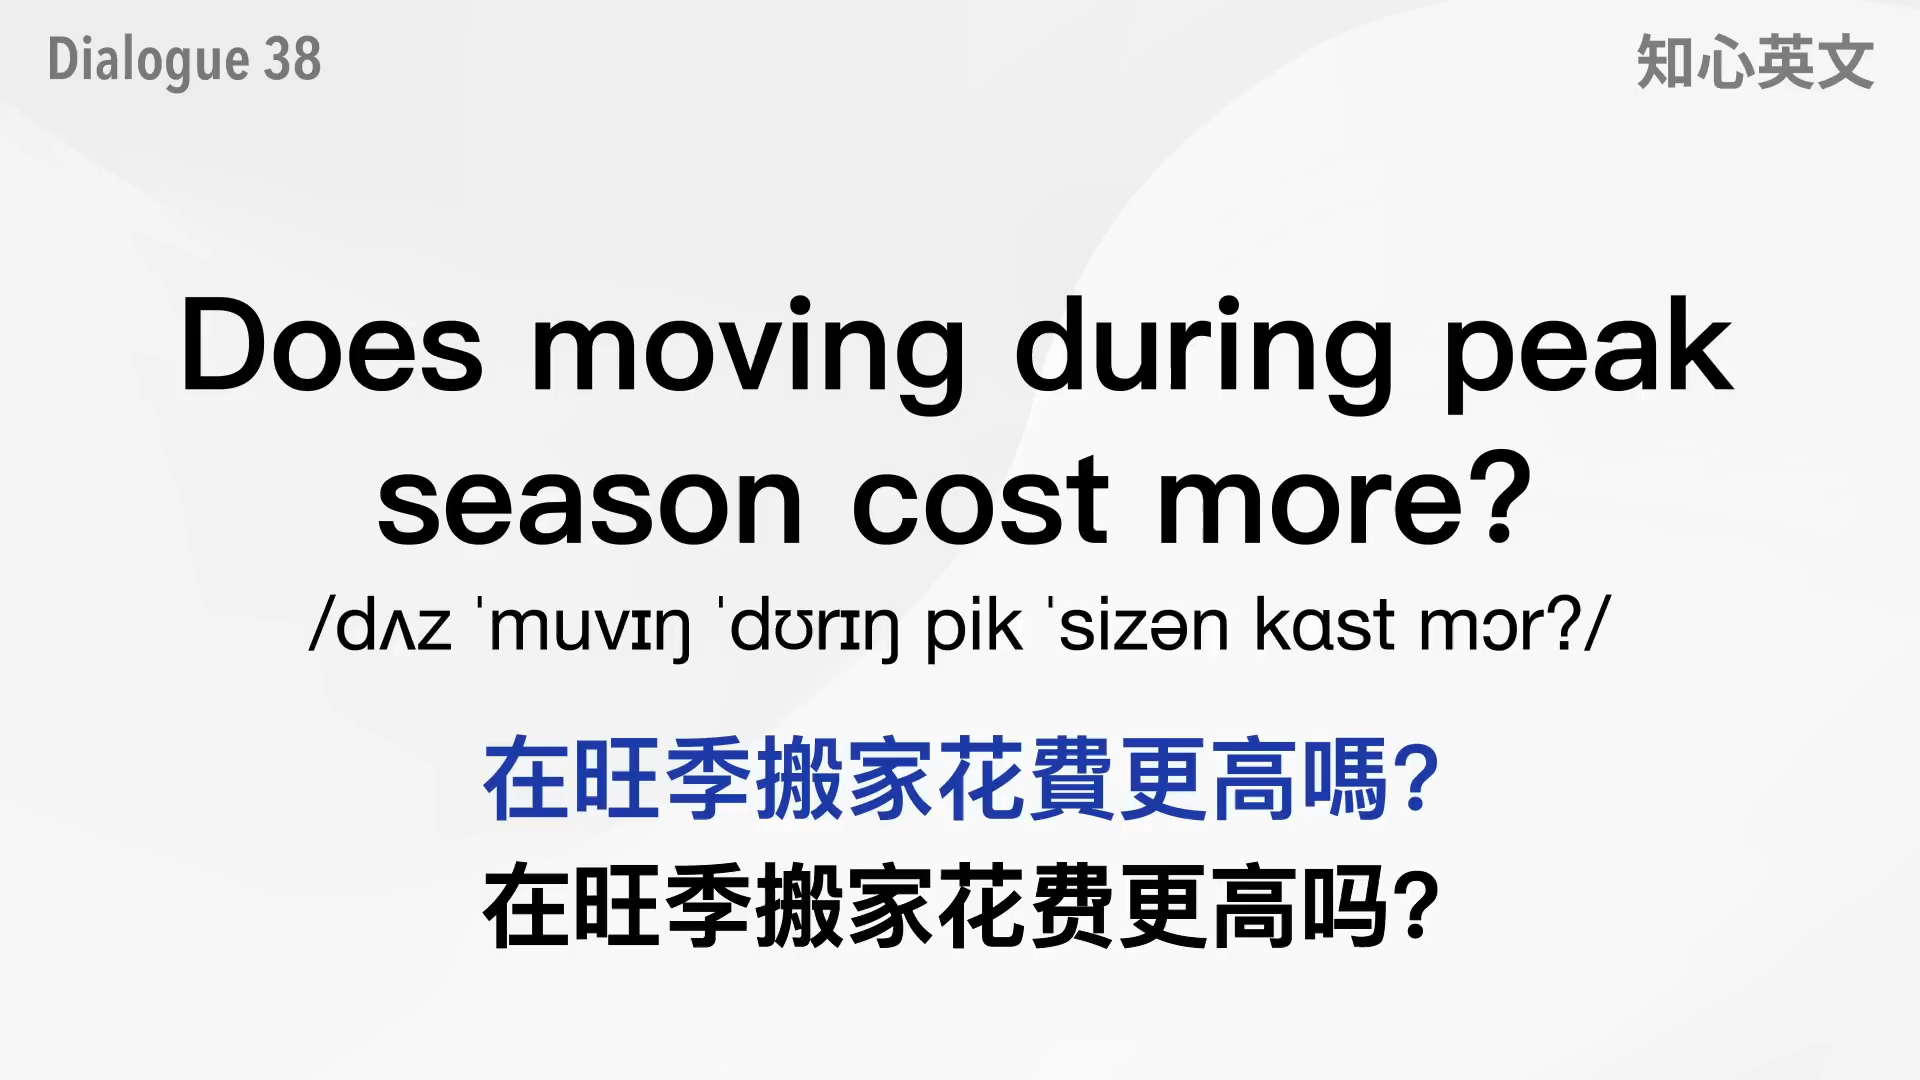 Dialogue 38
知心英文
Does moving during peak
season cost more?
/dʌz ˈmuvɪŋ ˈdʊrɪŋ pik ˈsizən kɑst mɔr?/
在旺季搬家花費更高嗎?
在旺季搬家花费更高吗?